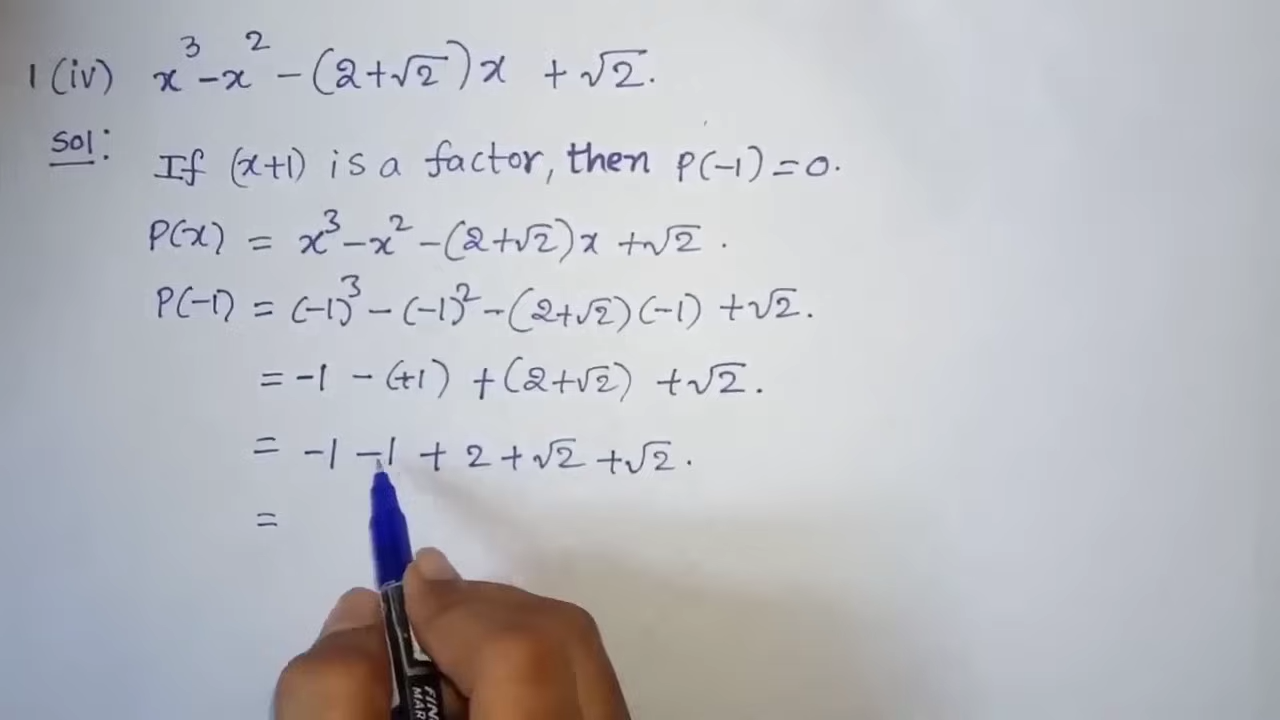 1 (iv) x³ - x² - (2+√2)x + √2.
Sol: If (x+1) is a factor, then P(-1) = 0.
P(x) = x³ - x² - (2+√2)x + √2.
P(-1) = (-1)³ - (-1)² - (2+√2)(-1) + √2.
= -1 - (+1) + (2+√2) + √2.
= -1 - 1 + 2 + √2 + √2.
=
FIN
MAR